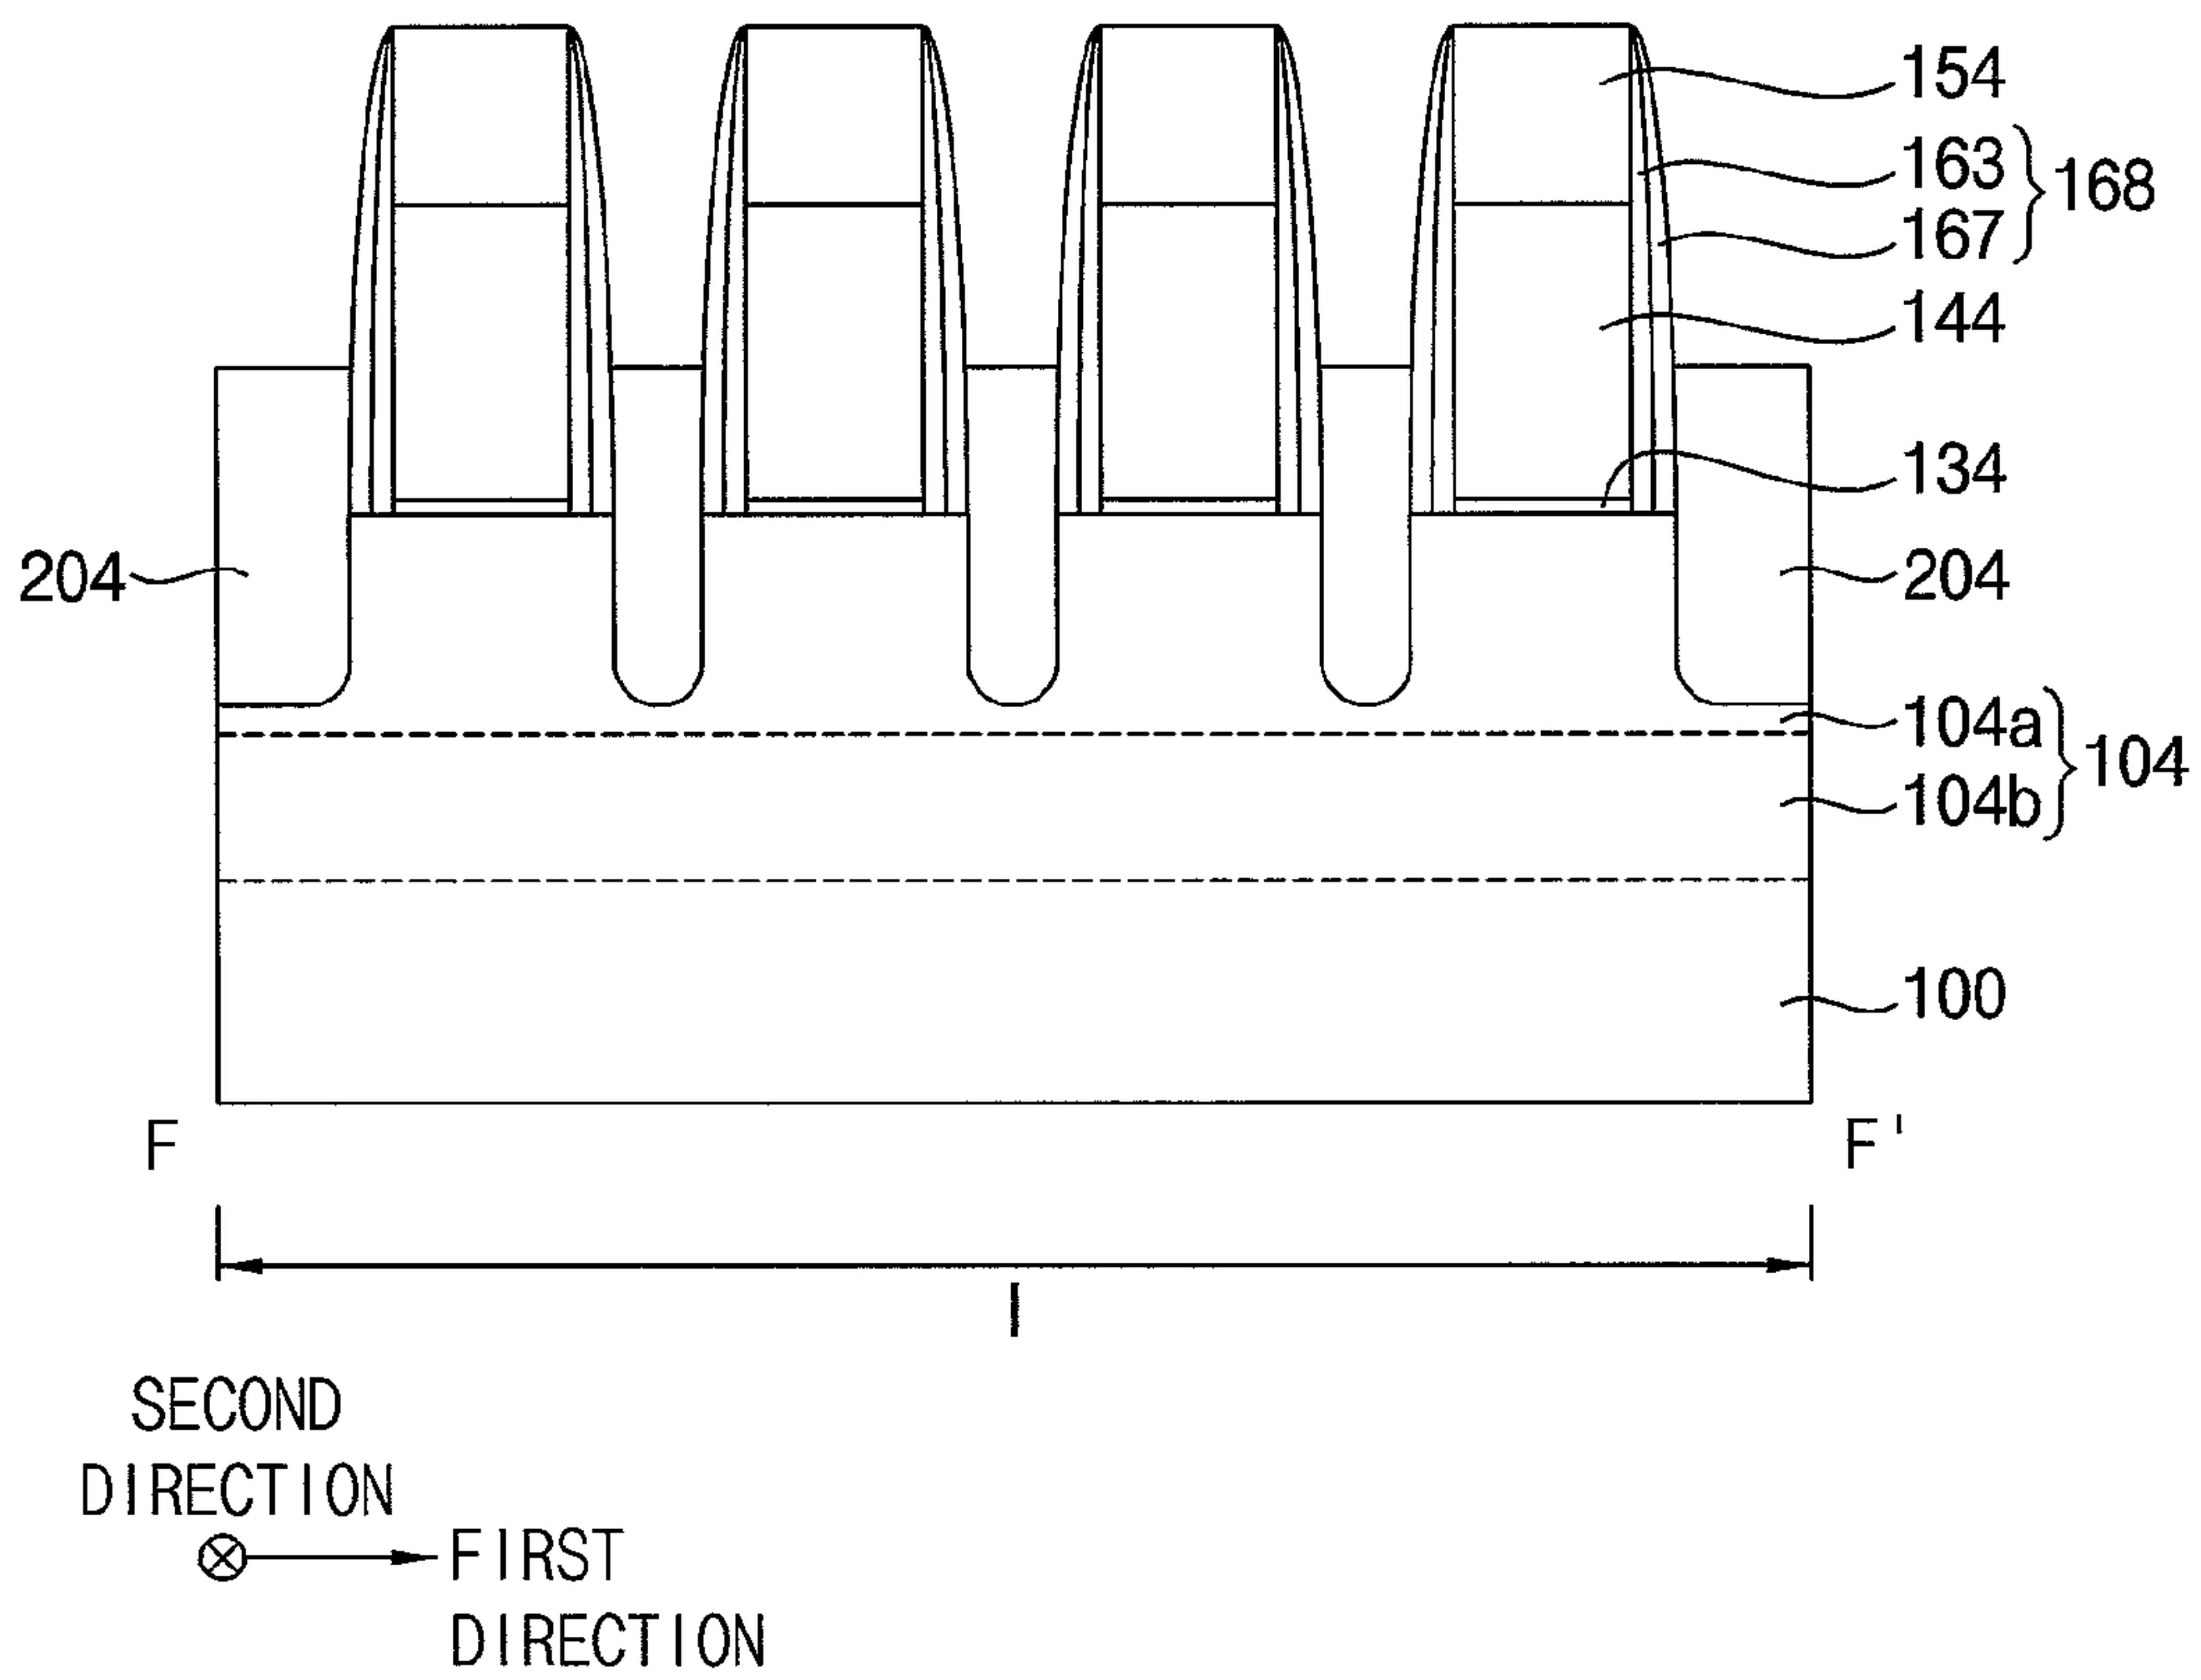 154
163
168
167
144
134
204
204
104a
104
104b
100
F
F'
I
SECOND
DIRECTION
FIRST
DIRECTION